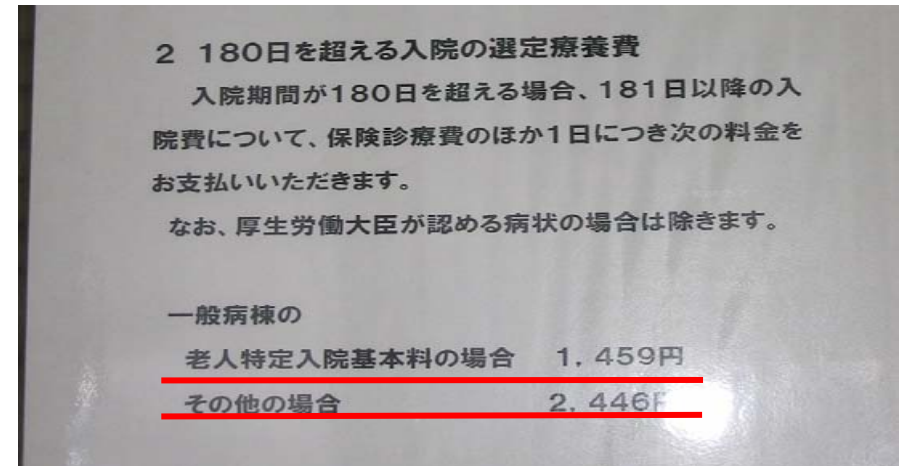 2 180日を超える入院の選定療養費
入院期間が180日を超える場合、181日以降の入
院費について、保険診療費のほか1日につき次の料金を
お支払いいただきます。
なお、厚生労働大臣が認める病状の場合は除きます。
一般病棟の
老人特定入院基本料の場合 1,459円
その他の場合 2,446円